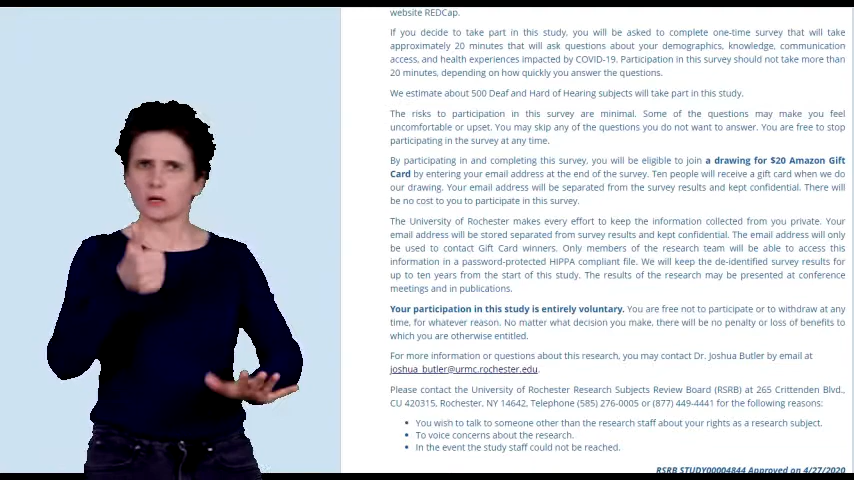 website REDCap.
If you decide to take part in this study, you will be asked to complete one-time survey that will take
approximately 20 minutes that will ask questions about your demographics, knowledge, communication
access, and health experiences impacted by COVID-19. Participation in this survey should not take more than
20 minutes, depending on how quickly you answer the questions.
We estimate about 500 Deaf and Hard of Hearing subjects will take part in this study.
The risks to participation in this survey are minimal. Some of the questions may make you feel
uncomfortable or upset. You may skip any of the questions you do not want to answer. You are free to stop
participating in the survey at any time.
By participating in and completing this survey, you will be eligible to join a drawing for $20 Amazon Gift
Card by entering your email address at the end of the survey. Ten people will receive a gift card when we do
our drawing. Your email address will be separated from the survey results and kept confidential. There will
be no cost to you to participate in this survey.
The University of Rochester makes every effort to keep the information collected from you private. Your
email address will be stored separated from survey results and kept confidential. The email address will only
be used to contact Gift Card winners. Only members of the research team will be able to access this
information in a password-protected HIPPA compliant file. We will keep the de-identified survey results for
up to ten years from the start of this study. The results of the research may be presented at conference
meetings and in publications.
Your participation in this study is entirely voluntary. You are free not to participate or to withdraw at any
time, for whatever reason. No matter what decision you make, there will be no penalty or loss of benefits to
which you are otherwise entitled.
For more information or questions about this research, you may contact Dr. Joshua Butler by email at
joshua_butler@urmc.rochester.edu.
Please contact the University of Rochester Research Subjects Review Board (RSRB) at 265 Crittenden Blvd.,
CU 420315, Rochester, NY 14642, Telephone (585) 276-0005 or (877) 449-4441 for the following reasons:
• You wish to talk to someone other than the research staff about your rights as a research subject.
• To voice concerns about the research.
• In the event the study staff could not be reached.
RSRB STUDY00004844 Approved on 4/27/2020